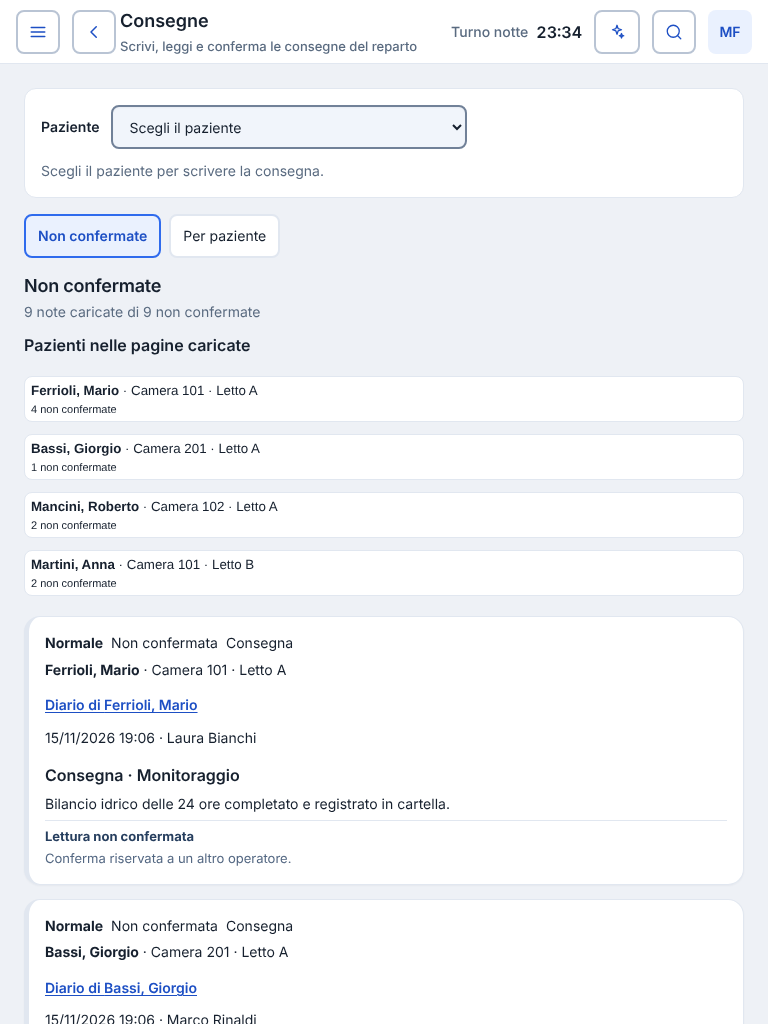 Consegne
Scrivi, leggi e conferma le consegne del reparto
Turno notte 23:34
MF
Paziente
Scegli il paziente
Scegli il paziente per scrivere la consegna.
Non confermate
Per paziente
Non confermate
9 note caricate di 9 non confermate
Pazienti nelle pagine caricate
Ferrioli, Mario · Camera 101 · Letto A
4 non confermate
Bassi, Giorgio · Camera 201 · Letto A
1 non confermate
Mancini, Roberto · Camera 102 · Letto A
2 non confermate
Martini, Anna · Camera 101 · Letto B
2 non confermate
Normale Non confermata Consegna
Ferrioli, Mario · Camera 101 · Letto A
Diario di Ferrioli, Mario
15/11/2026 19:06 · Laura Bianchi
Consegna · Monitoraggio
Bilancio idrico delle 24 ore completato e registrato in cartella.
Lettura non confermata
Conferma riservata a un altro operatore.
Normale Non confermata Consegna
Bassi, Giorgio · Camera 201 · Letto A
Diario di Bassi, Giorgio
15/11/2026 19:06 · Marco Rinaldi